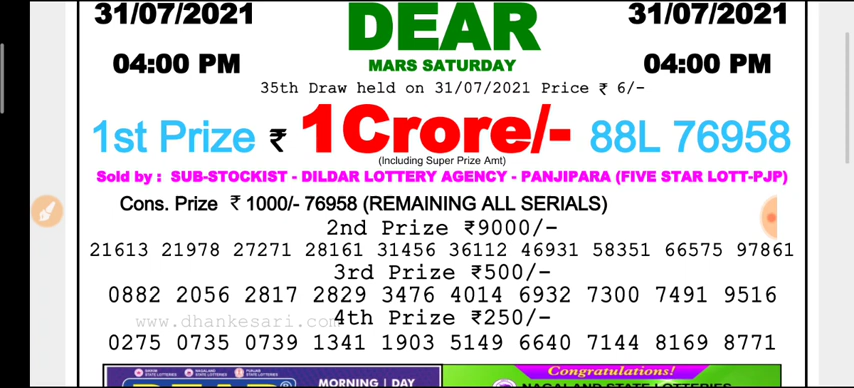 31/07/2021 DEAR 31/07/2021
04:00 PM MARS SATURDAY 04:00 PM
35th Draw held on 31/07/2021 Price ₹ 6/-
1st Prize ₹ 1Crore/- 88L 76958
(Including Super Prize Amt)
Sold by : SUB-STOCKIST - DILDAR LOTTERY AGENCY - PANJIPARA (FIVE STAR LOTT-PJP)
Cons. Prize ₹ 1000/- 76958 (REMAINING ALL SERIALS)
2nd Prize ₹9000/-
21613 21978 27271 28161 31456 36112 46931 58351 66575 97861
3rd Prize ₹500/-
0882 2056 2817 2829 3476 4014 6932 7300 7491 9516
www.dhankesari.com
4th Prize ₹250/-
0275 0735 0739 1341 1903 5149 6640 7144 8169 8771
Congratulations!
DEAR MORNING | DAY
NAGALAND STATE LOTTERIES